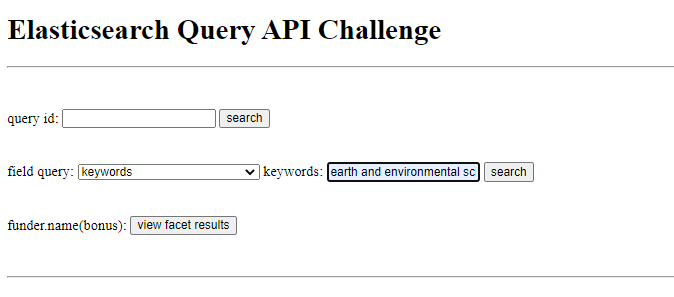 Elasticsearch Query API Challenge
query id: search
field query: keywords keywords: earth and environmental sc search
funder.name(bonus): view facet results